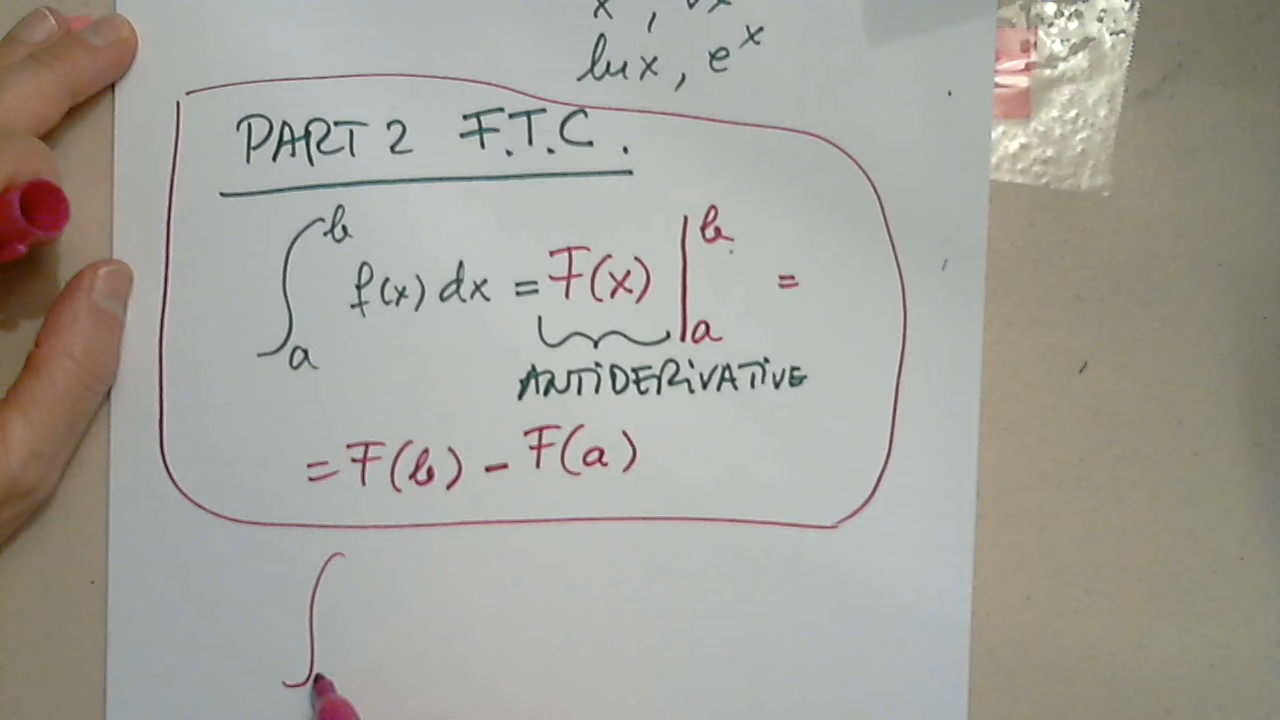 x, √x
ln x, e^x
PART 2 F.T.C.
∫_a^b f(x) dx = F(x) |_a^b =
ANTIDERIVATIVE
= F(b) - F(a)
∫